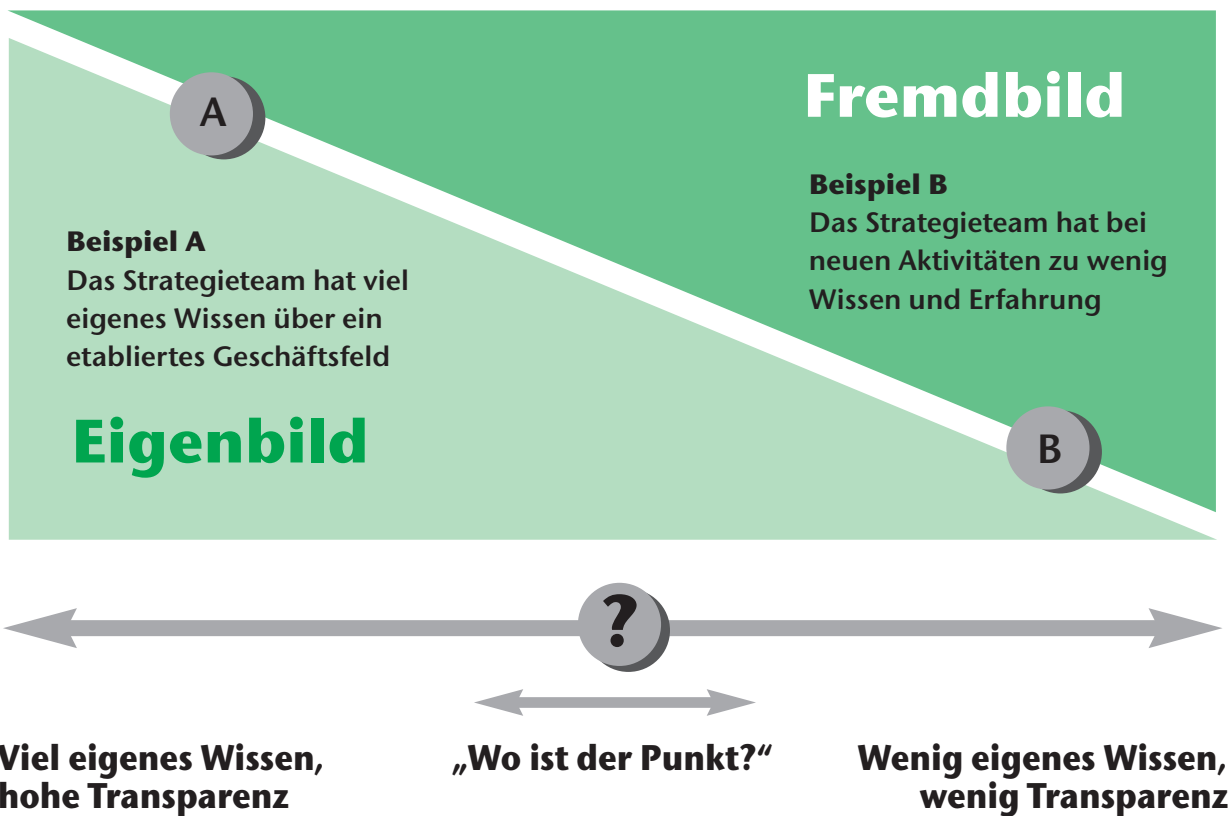 A
Fremdbild
Beispiel B
Das Strategieteam hat bei
neuen Aktivitäten zu wenig
Wissen und Erfahrung
Beispiel A
Das Strategieteam hat viel
eigenes Wissen über ein
etabliertes Geschäftsfeld
Eigenbild
B
?
Viel eigenes Wissen,
hohe Transparenz
„Wo ist der Punkt?“
Wenig eigenes Wissen,
wenig Transparenz